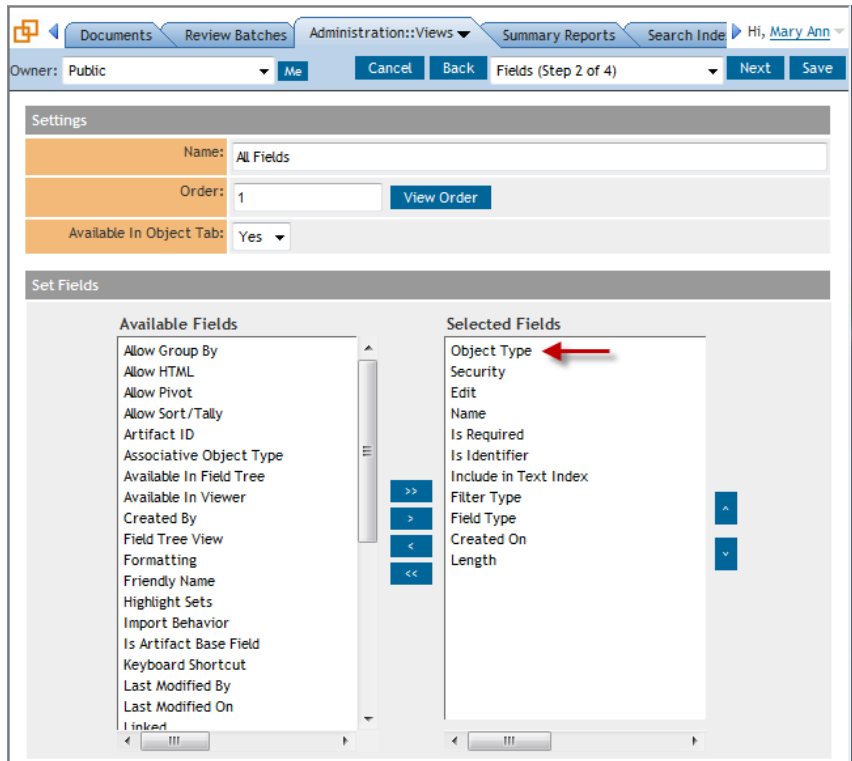 Documents Review Batches Administration::Views Summary Reports Search Inde Hi, Mary Ann
Owner: Public Me Cancel Back Fields (Step 2 of 4) Next Save
Settings
Name: All Fields
Order: 1 View Order
Available In Object Tab: Yes
Set Fields
Available Fields
Allow Group By
Allow HTML
Allow Pivot
Allow Sort/Tally
Artifact ID
Associative Object Type
Available In Field Tree
Available In Viewer
Created By
Field Tree View
Formatting
Friendly Name
Highlight Sets
Import Behavior
Is Artifact Base Field
Keyboard Shortcut
Last Modified By
Last Modified On
Linked
>>
>
<
<<
Selected Fields
Object Type
Security
Edit
Name
Is Required
Is Identifier
Include in Text Index
Filter Type
Field Type
Created On
Length